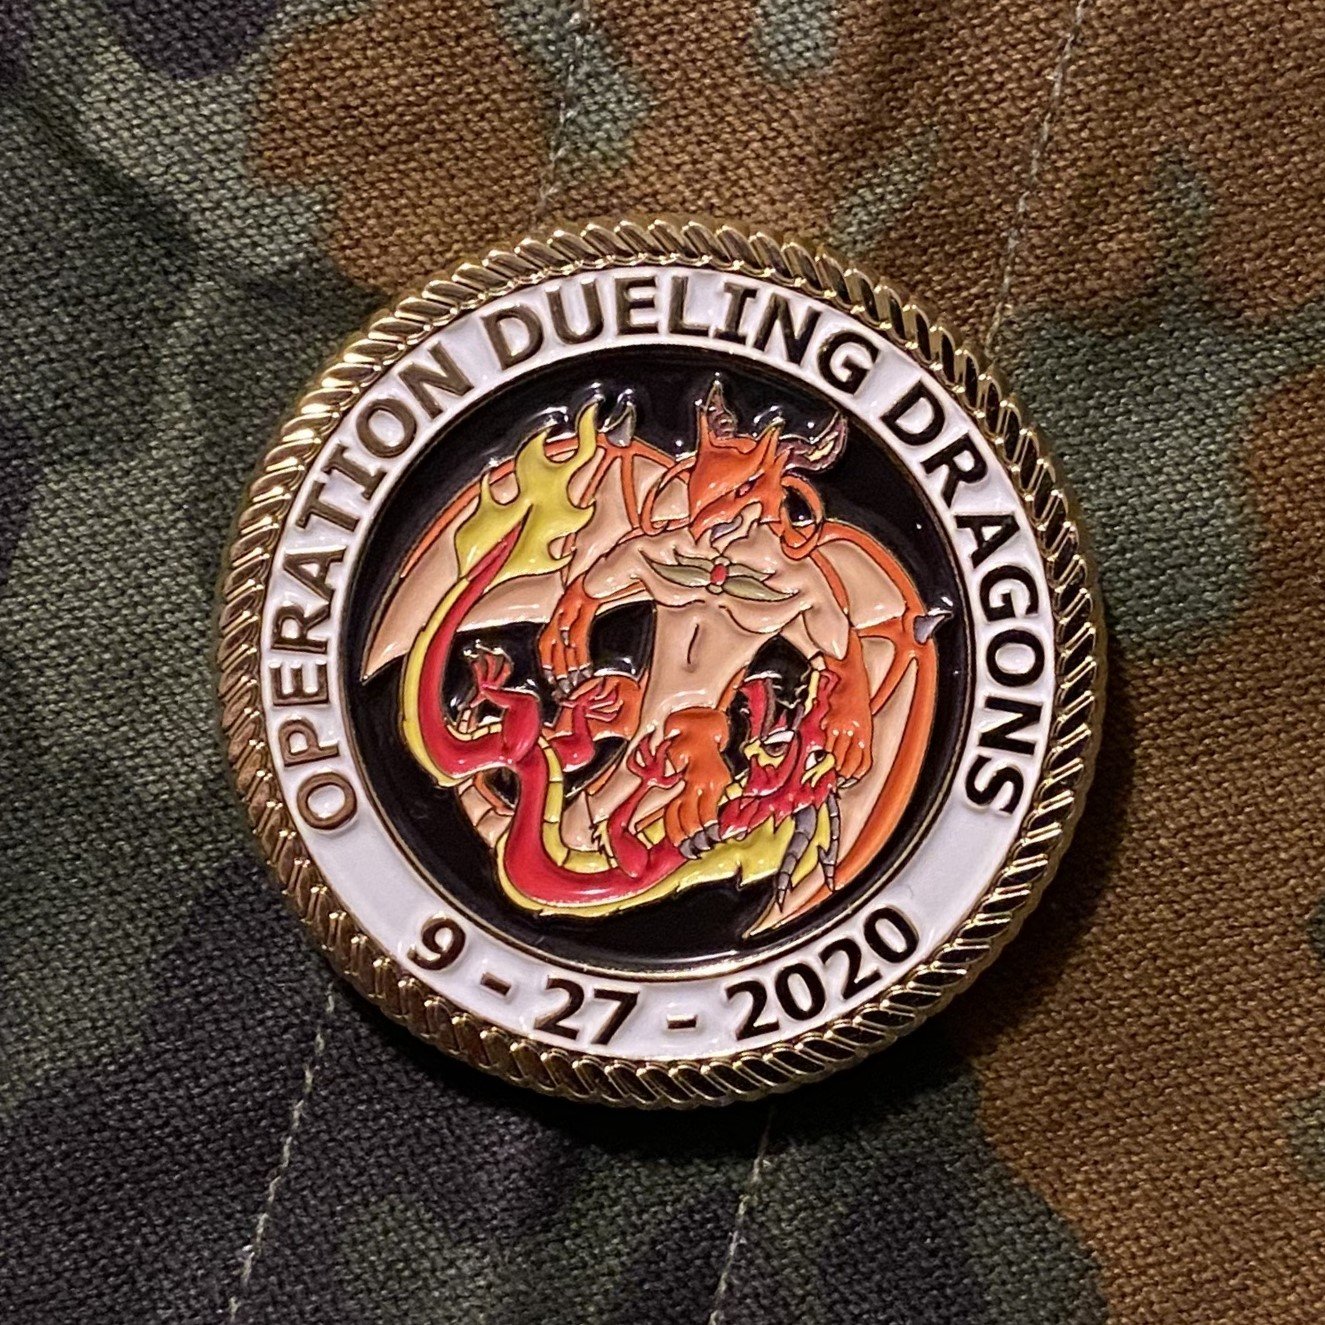 OPERATION DUELING DRAGONS
9 - 27 - 2020